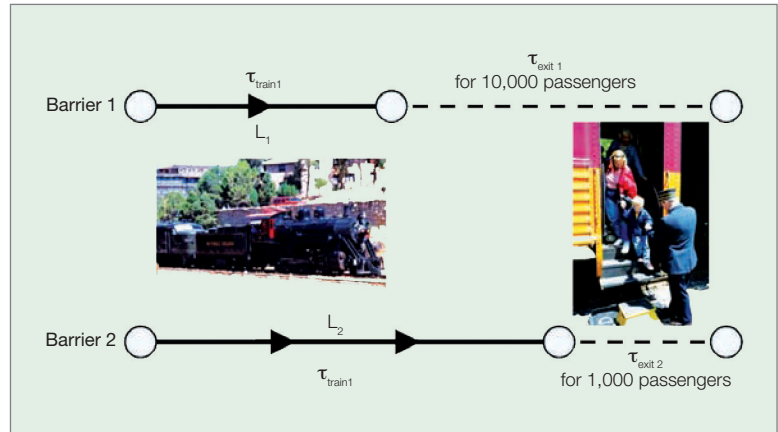 τexit 1
for 10,000 passengers
τtrain1
Barrier 1
L1
L2
Barrier 2
τtrain1
τexit 2
for 1,000 passengers